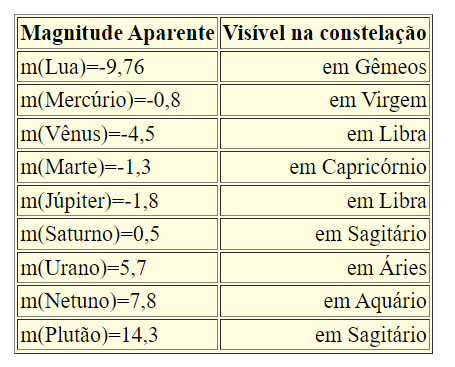 Magnitude Aparente Visível na constelação
m(Lua)=-9,76 em Gêmeos
m(Mercúrio)=-0,8 em Virgem
m(Vênus)=-4,5 em Libra
m(Marte)=-1,3 em Capricórnio
m(Júpiter)=-1,8 em Libra
m(Saturno)=0,5 em Sagitário
m(Urano)=5,7 em Áries
m(Netuno)=7,8 em Aquário
m(Plutão)=14,3 em Sagitário